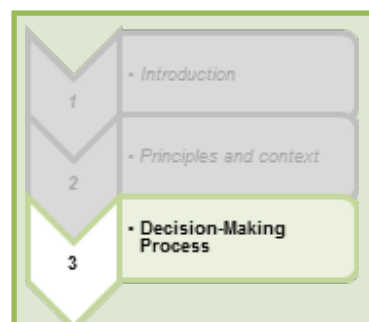 1
• Introduction
2
• Principles and context
3
• Decision-Making
Process